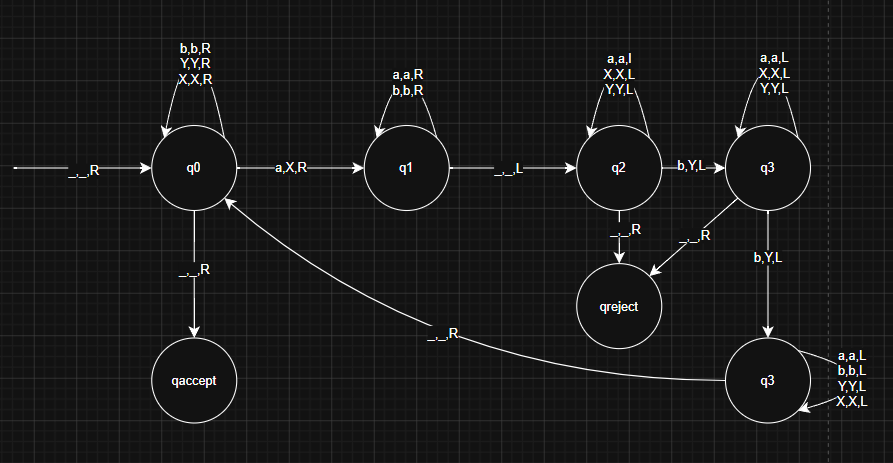 b,b,R
Y,Y,R
X,X,R
a,a,R
b,b,R
a,a,l
X,X,L
Y,Y,L
a,a,L
X,X,L
Y,Y,L
_,_,R
q0
a,X,R
q1
_,_,L
q2
b,Y,L
q3
_,_,R
_,_,R
_,_,R
b,Y,L
qreject
_,_,R
qaccept
q3
a,a,L
b,b,L
Y,Y,L
X,X,L